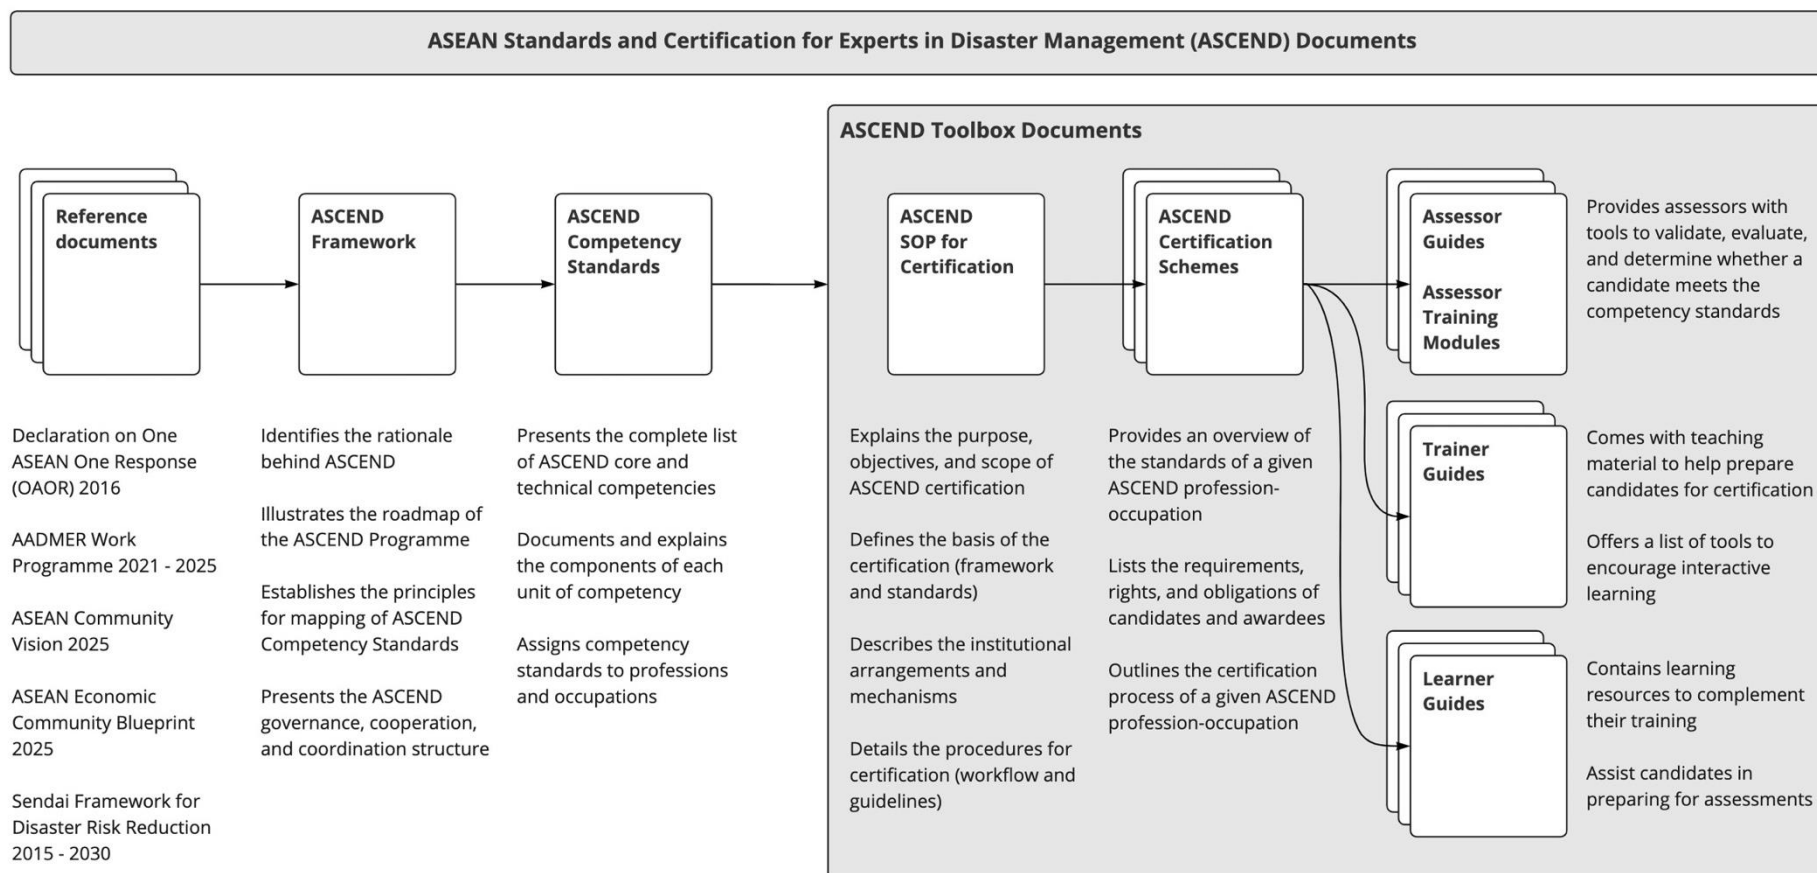 ASEAN Standards and Certification for Experts in Disaster Management (ASCEND) Documents
ASCEND Toolbox Documents
Reference
documents
ASCEND
Framework
ASCEND
Competency
Standards
ASCEND
SOP for
Certification
ASCEND
Certification
Schemes
Assessor
Guides
Assessor
Training
Modules
Provides assessors with
tools to validate, evaluate,
and determine whether a
candidate meets the
competency standards
Trainer
Guides
Comes with teaching
material to help prepare
candidates for certification
Offers a list of tools to
encourage interactive
learning
Learner
Guides
Contains learning
resources to complement
their training
Assist candidates in
preparing for assessments
Declaration on One
ASEAN One Response
(OAOR) 2016
AADMER Work
Programme 2021 - 2025
ASEAN Community
Vision 2025
ASEAN Economic
Community Blueprint
2025
Sendai Framework for
Disaster Risk Reduction
2015 - 2030
Identifies the rationale
behind ASCEND
Illustrates the roadmap of
the ASCEND Programme
Establishes the principles
for mapping of ASCEND
Competency Standards
Presents the ASCEND
governance, cooperation,
and coordination structure
Presents the complete list
of ASCEND core and
technical competencies
Documents and explains
the components of each
unit of competency
Assigns competency
standards to professions
and occupations
Explains the purpose,
objectives, and scope of
ASCEND certification
Defines the basis of the
certification (framework
and standards)
Describes the institutional
arrangements and
mechanisms
Details the procedures for
certification (workflow and
guidelines)
Provides an overview of
the standards of a given
ASCEND profession-
occupation
Lists the requirements,
rights, and obligations of
candidates and awardees
Outlines the certification
process of a given ASCEND
profession-occupation